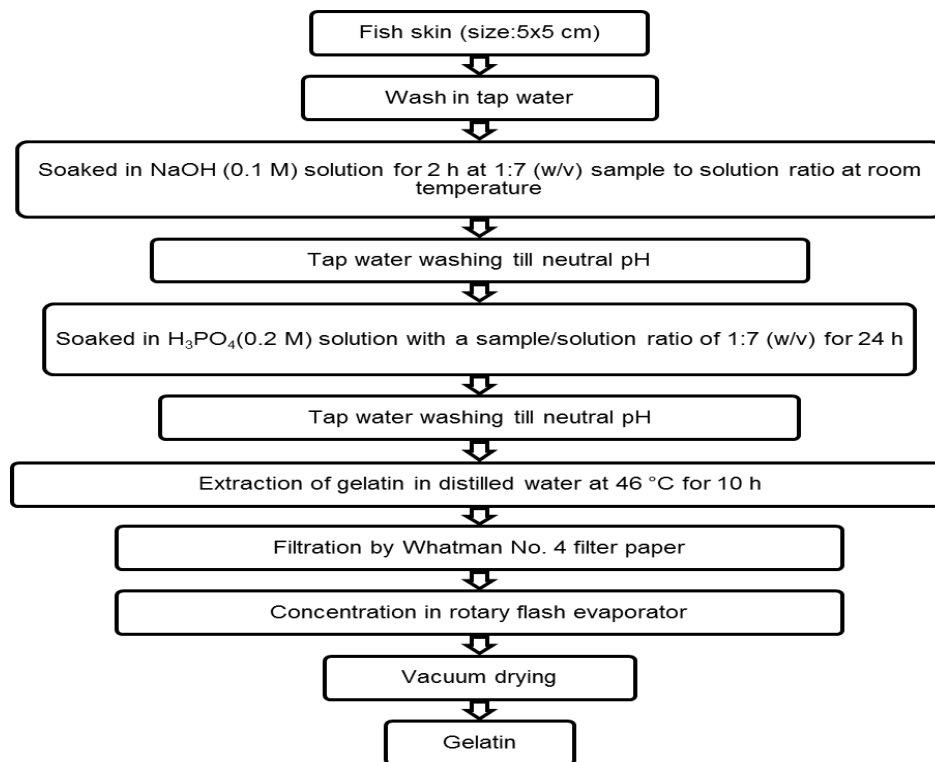 Fish skin (size:5x5 cm)
Wash in tap water
Soaked in NaOH (0.1 M) solution for 2 h at 1:7 (w/v) sample to solution ratio at room
temperature
Tap water washing till neutral pH
Soaked in H₃PO₄(0.2 M) solution with a sample/solution ratio of 1:7 (w/v) for 24 h
Tap water washing till neutral pH
Extraction of gelatin in distilled water at 46 °C for 10 h
Filtration by Whatman No. 4 filter paper
Concentration in rotary flash evaporator
Vacuum drying
Gelatin